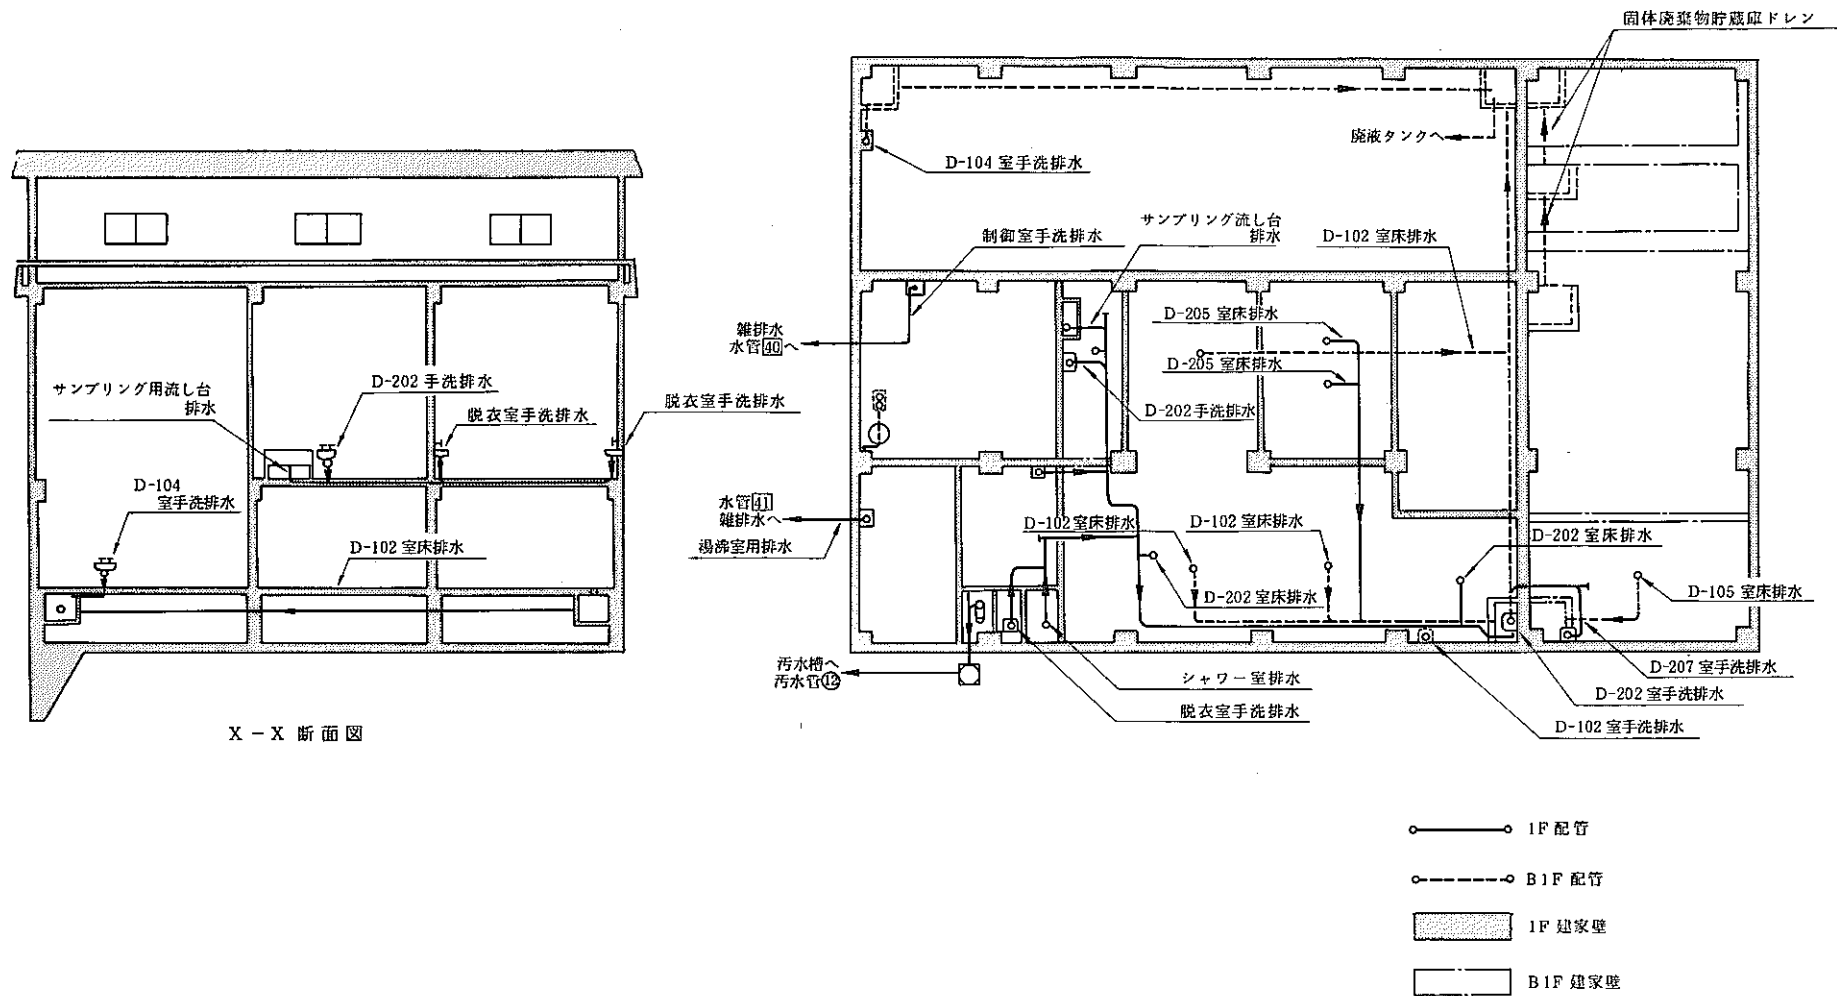 固体廃棄物貯蔵庫ドレン
廃液タンクへ
D-104 室手洗排水
サンプリング流し台
排水
制御室手洗排水
D-102 室床排水
D-205 室床排水
雑排水
水管40へ
D-205 室床排水
D-202手洗排水
サンプリング用流し台
排水
D-202 手洗排水
脱衣室手洗排水
脱衣室手洗排水
D-104
室手洗排水
D-102 室床排水
水管41
雑排水へ
湯沸室用排水
D-102 室床排水
D-102 室床排水
D-202 室床排水
D-202 室床排水
D-105 室床排水
汚水槽へ
汚水管⑫
シャワー室排水
脱衣室手洗排水
D-207 室手洗排水
D-202 室手洗排水
D-102 室手洗排水
X－X 断面図
1F 配管
B1F 配管
1F 建家壁
B1F 建家壁